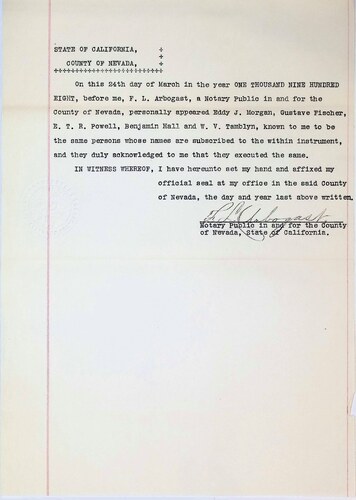 STATE OF CALIFORNIA, +
+
COUNTY OF NEVADA, +
++++++++++++++++++++++++
On this 24th day of March in the year ONE THOUSAND NINE HUNDRED
EIGHT, before me, F. L. Arbogast, a Notary Public in and for the
County of Nevada, personally appeared Eddy J. Morgan, Gustave Fischer,
E. T. R. Powell, Benjamin Hall and W. V. Tamblyn, known to me to be
the same persons whose names are subscribed to the within instrument,
and they duly acknowledged to me that they executed the same.
IN WITNESS WHEREOF, I have hereunto set my hand and affixed my
official seal at my office in the said County
of Nevada, the day and year last above written.
F. L. Arbogast,
Notary Public in and for the County
of Nevada, State of California.